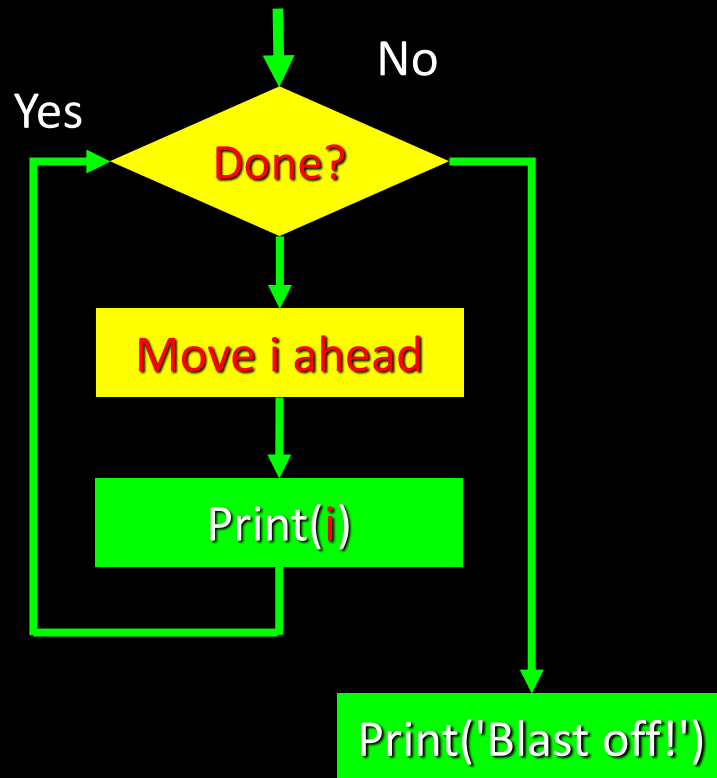 No
Yes
Done?
Move i ahead
Print(i)
Print('Blast off!')